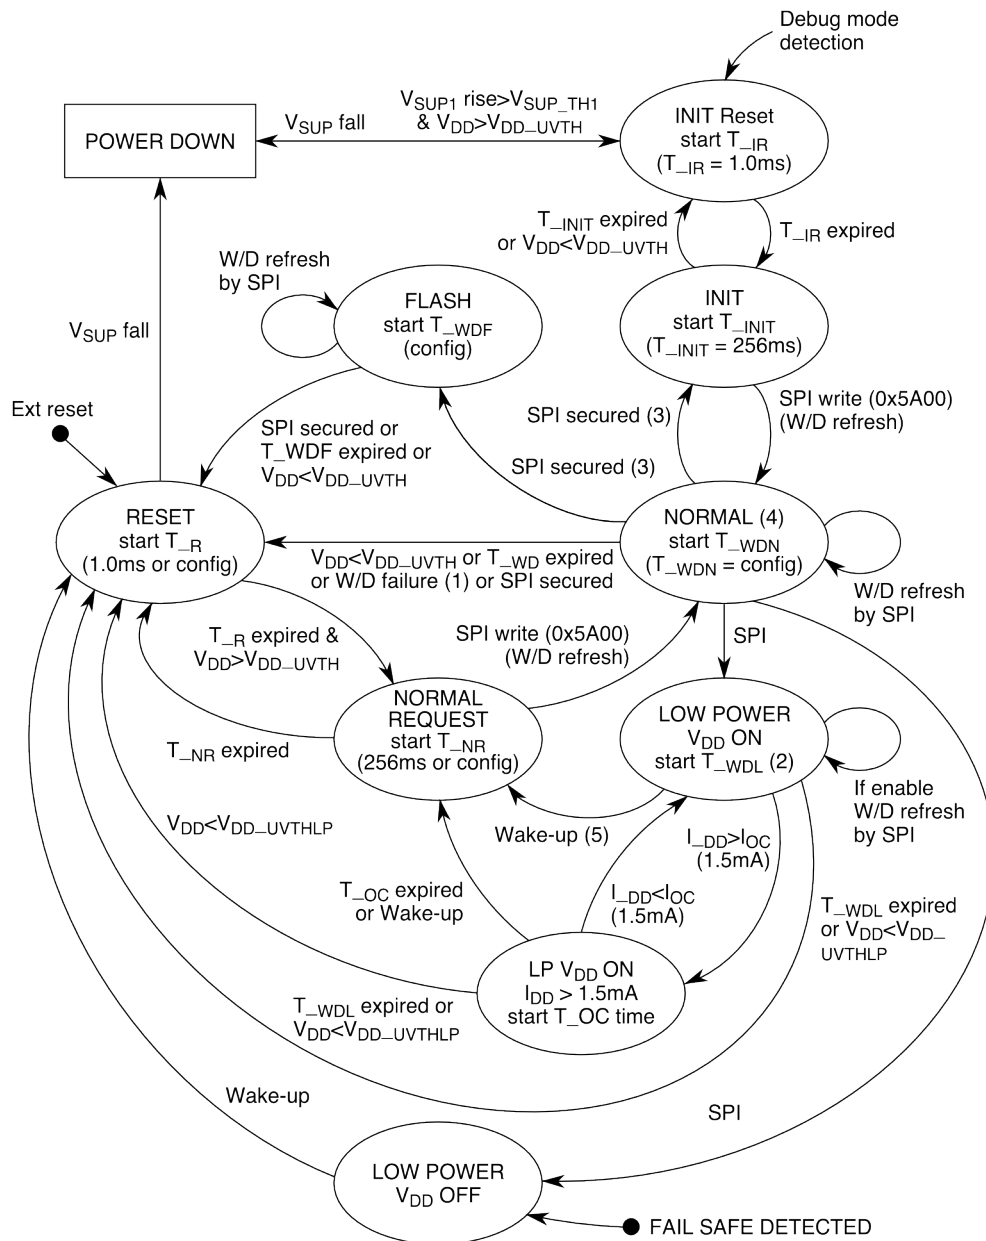 Debug mode
detection
V_SUP1 rise>V_SUP_TH1
& V_DD>V_DD_UVTH
V_SUP fall
POWER DOWN
INIT Reset
start T_IR
(T_IR = 1.0ms)
T_INIT expired
or V_DD<V_DD_UVTH
T_IR expired
W/D refresh
by SPI
FLASH
start T_WDF
(config)
INIT
start T_INIT
(T_INIT = 256ms)
V_SUP fall
Ext reset
SPI secured or
T_WDF expired or
V_DD<V_DD_UVTH
SPI secured (3)
SPI secured (3)
SPI write (0x5A00)
(W/D refresh)
RESET
start T_R
(1.0ms or config)
NORMAL (4)
start T_WDN
(T_WDN = config)
V_DD<V_DD_UVTH or T_WD expired
or W/D failure (1) or SPI secured
W/D refresh
by SPI
T_R expired &
V_DD>V_DD_UVTH
SPI write (0x5A00)
(W/D refresh)
SPI
NORMAL
REQUEST
start T_NR
(256ms or config)
LOW POWER
V_DD ON
start T_WDL (2)
T_NR expired
If enable
W/D refresh
by SPI
V_DD<V_DD_UVTHLP
Wake-up (5)
I_DD>I_OC
(1.5mA)
T_OC expired
or Wake-up
I_DD<I_OC
(1.5mA)
T_WDL expired
or V_DD<V_DD_
UVTHLP
LP V_DD ON
I_DD > 1.5mA
start T_OC time
T_WDL expired or
V_DD<V_DD_UVTHLP
Wake-up
SPI
LOW POWER
V_DD OFF
FAIL SAFE DETECTED